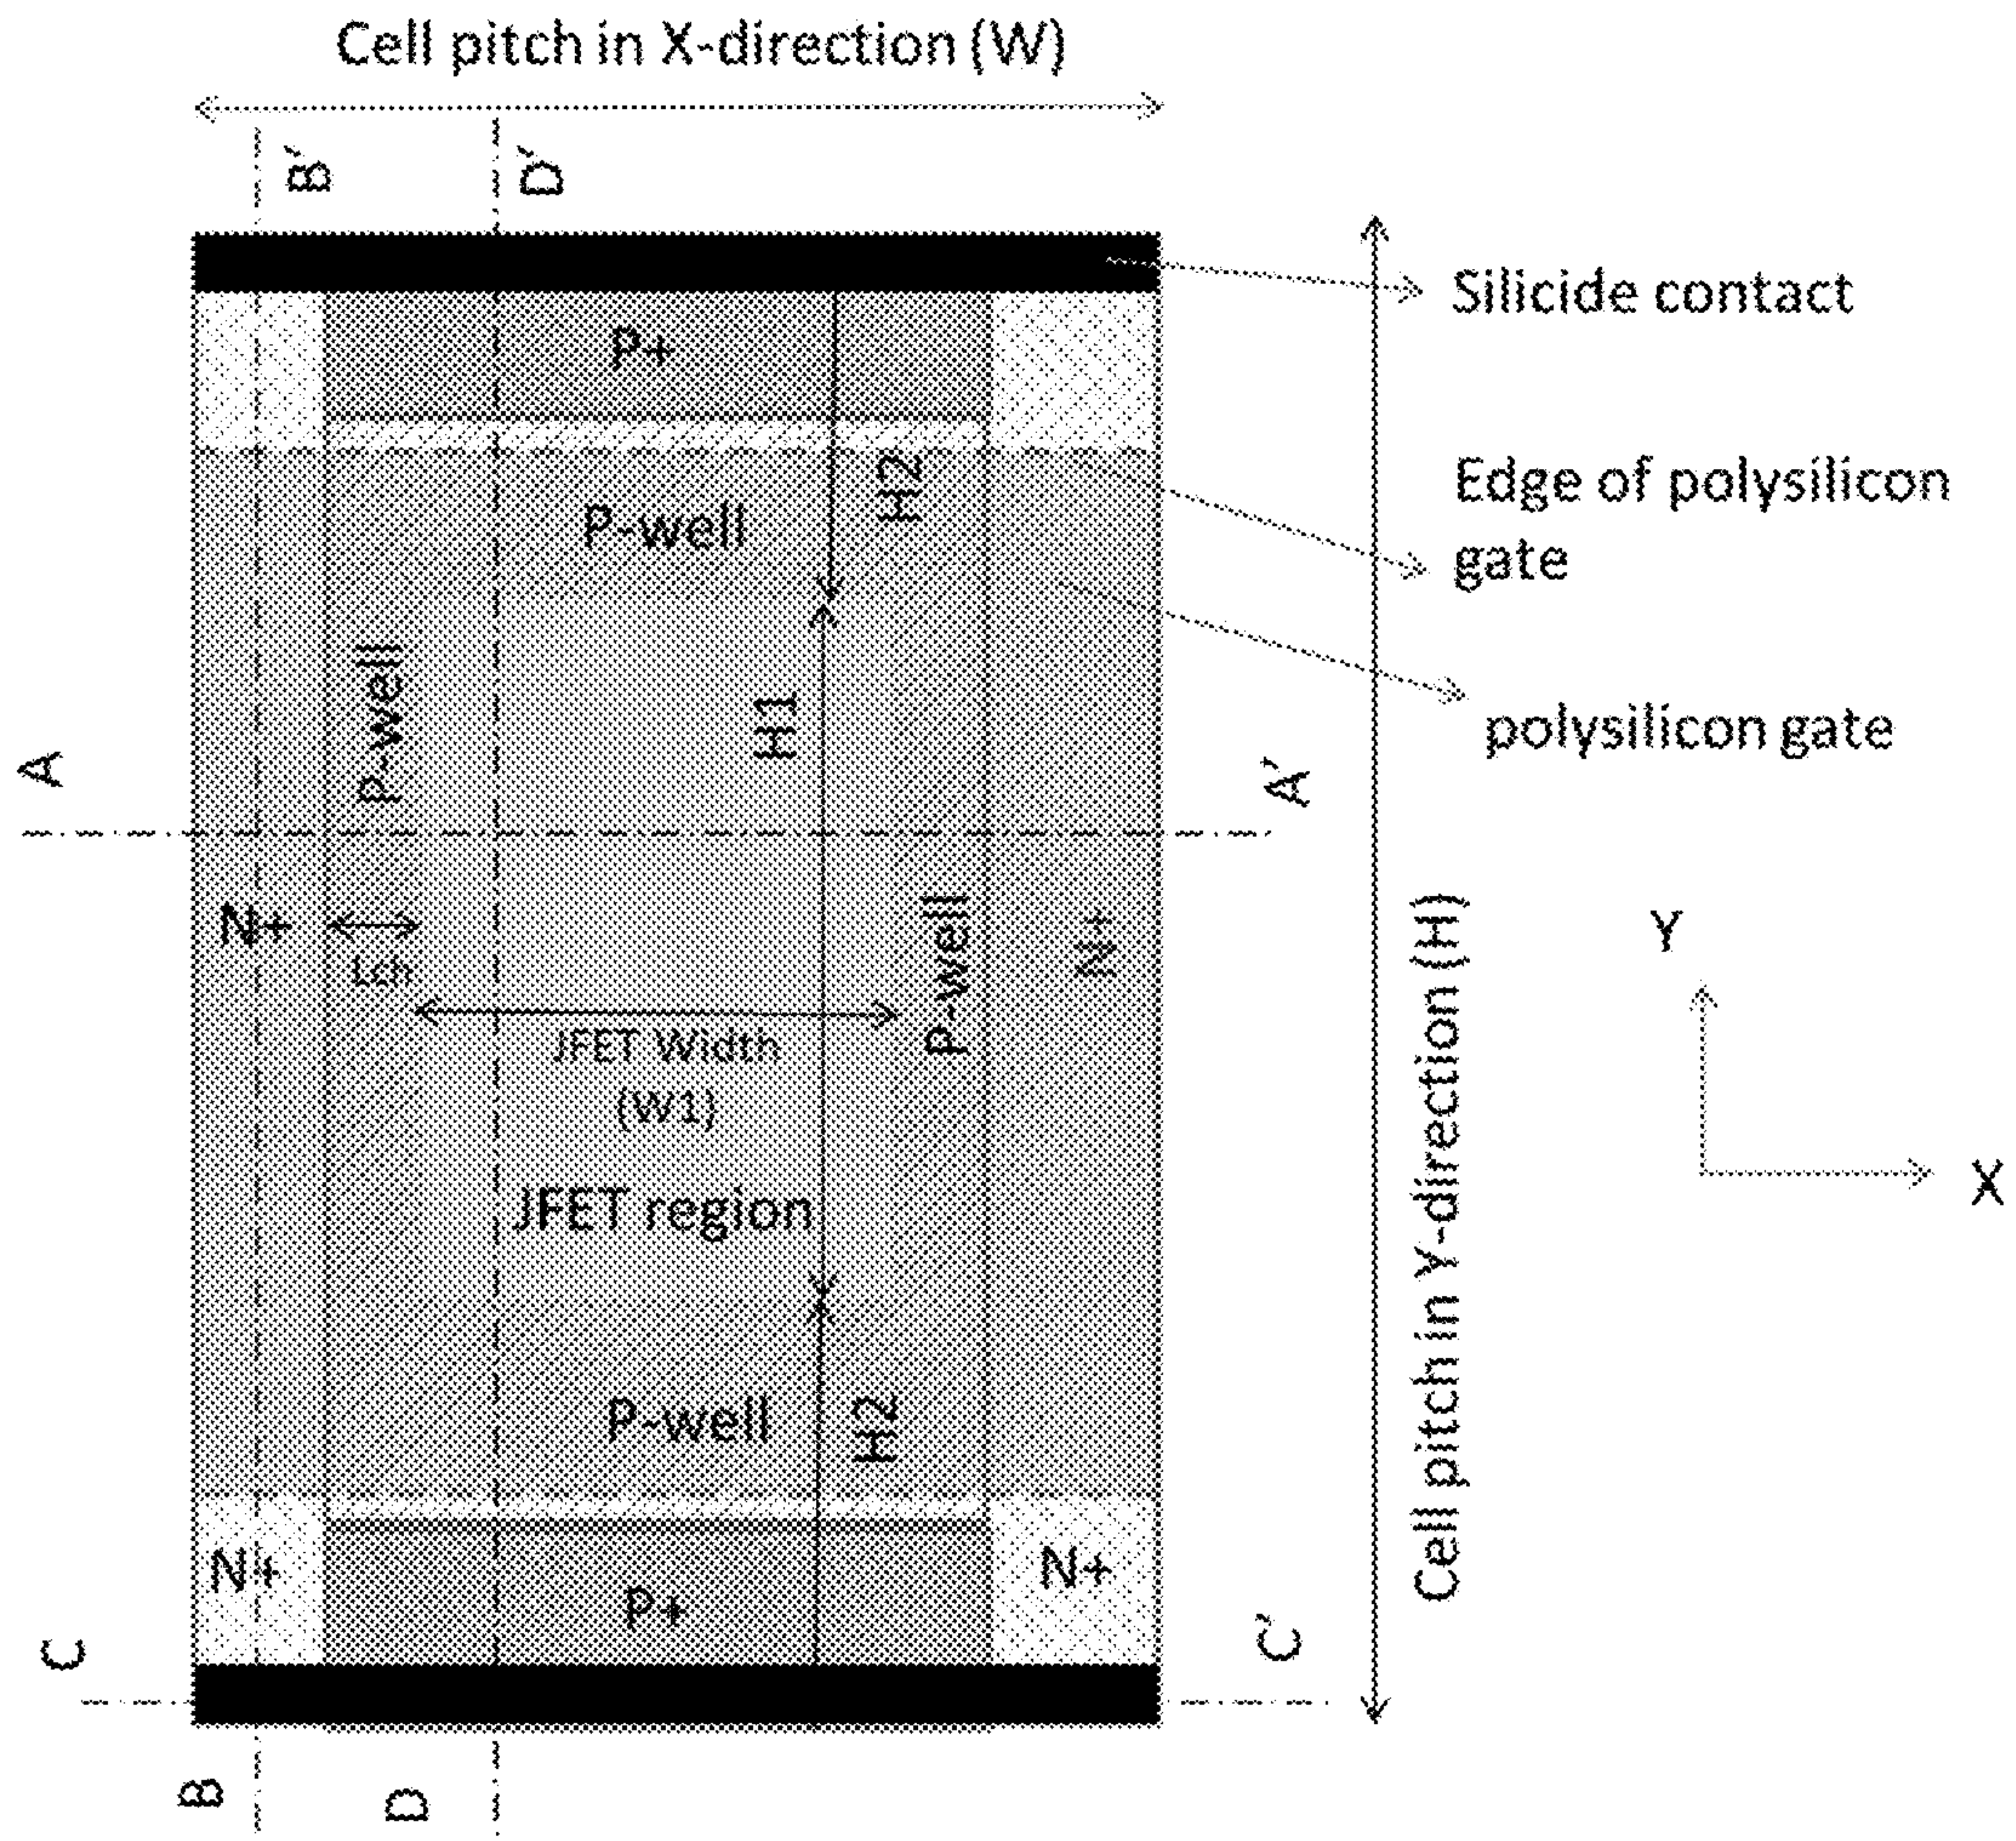 Cell pitch in X-direction (W)
B'
D'
Silicide contact
P+
Edge of polysilicon
gate
H2
P-well
P-well
H1
polysilicon gate
A
A'
N+
Lch
P-well
N+
Y
JFET Width
(W1)
JFET region
X
Cell pitch in Y-direction (H)
P-well
H2
N+
N+
P+
C
C'
B
D